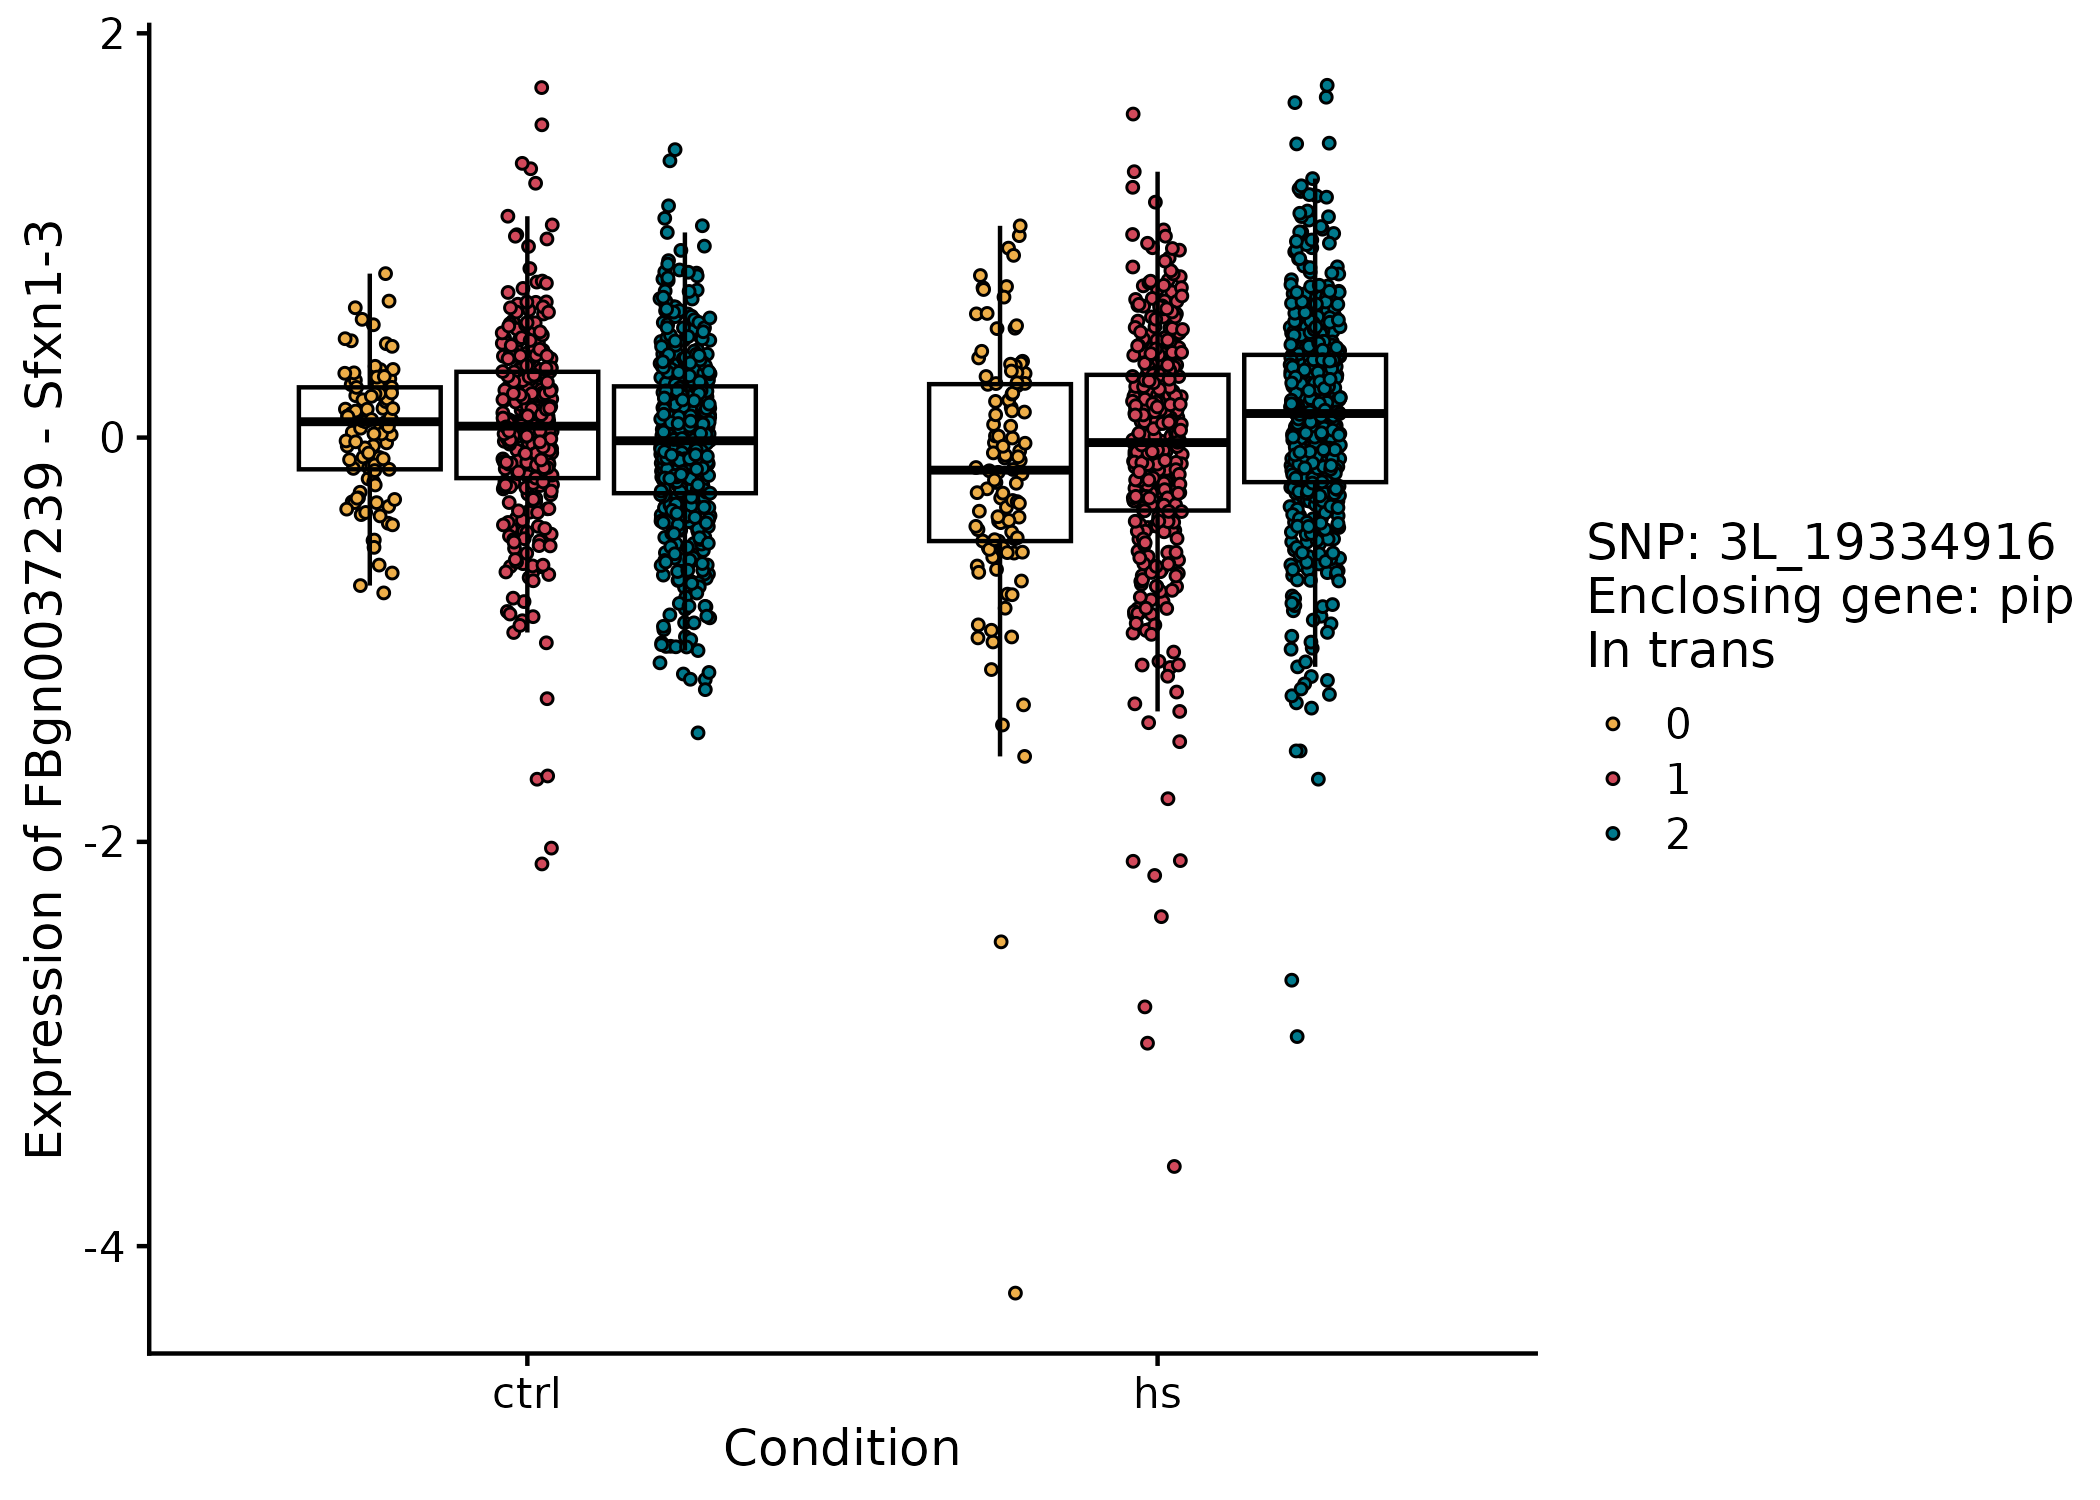 Expression of FBgn0037239 - Sfxn1-3
2
0
-2
-4
ctrl
hs
Condition
SNP: 3L_19334916
Enclosing gene: pip
In trans
0
1
2